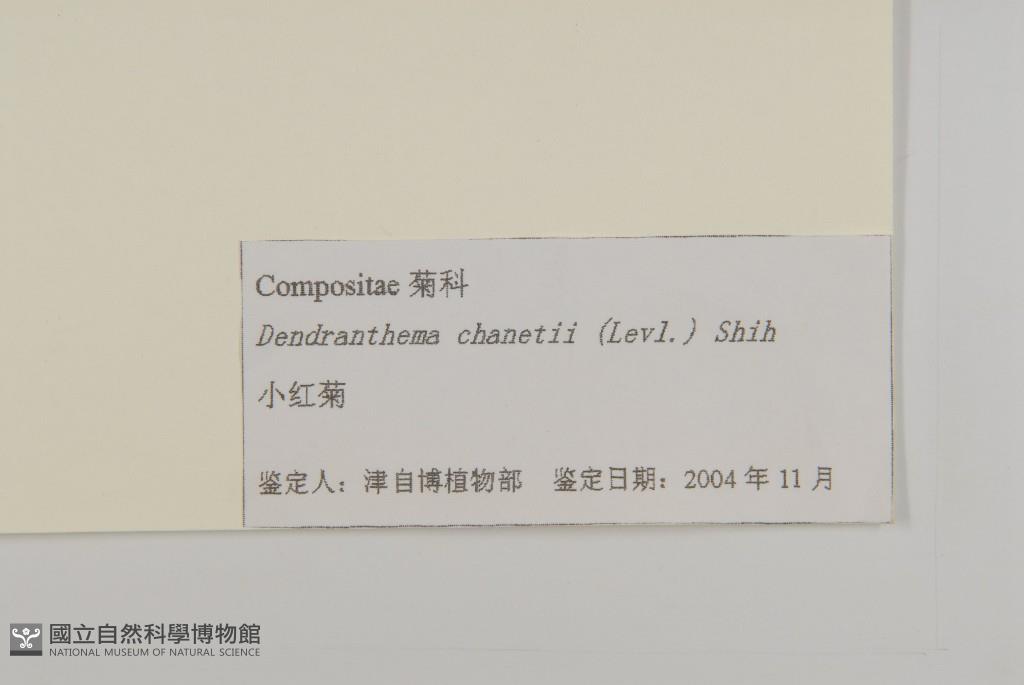 Compositae 菊科
Dendranthema chanetii (Levl.) Shih
小红菊
鉴定人：津自博植物部 鉴定日期：2004 年 11 月
國立自然科學博物館
NATIONAL MUSEUM OF NATURAL SCIENCE